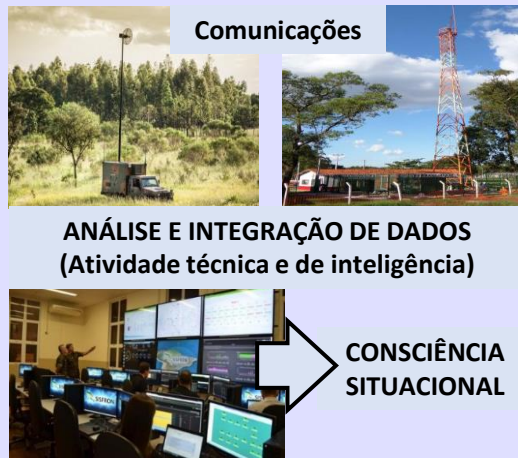 Comunicações
ANÁLISE E INTEGRAÇÃO DE DADOS
(Atividade técnica e de inteligência)
SISFRON
CONSCIÊNCIA
SITUACIONAL